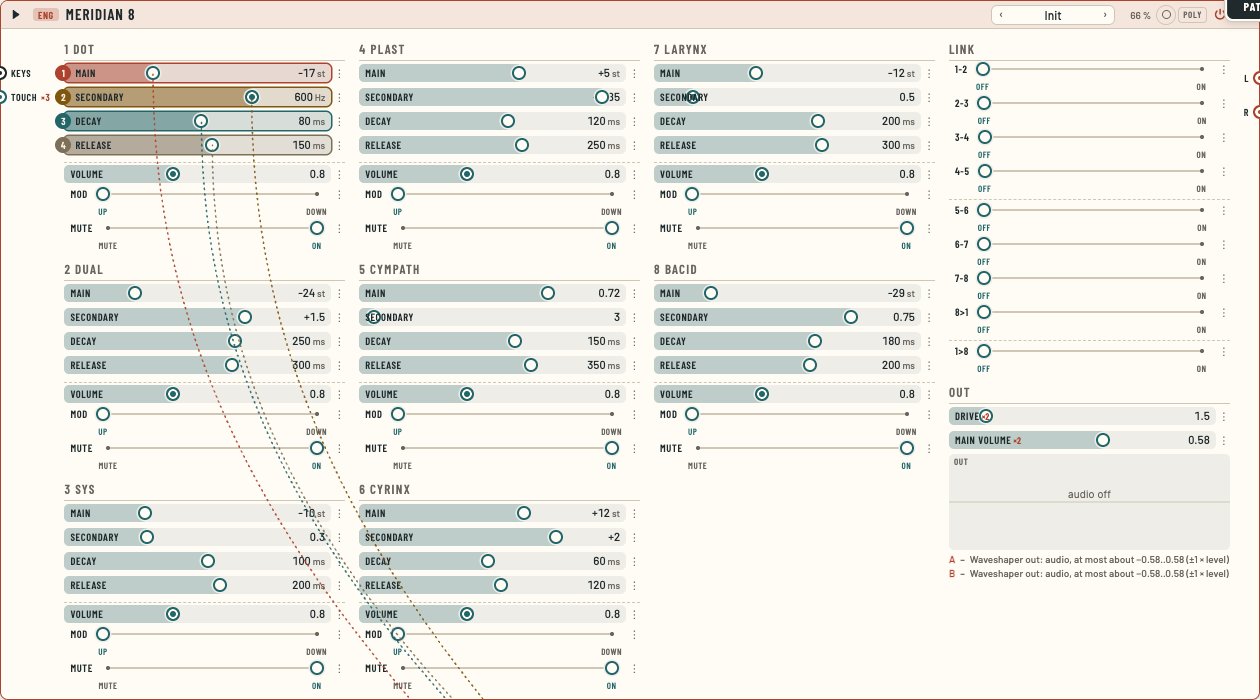 ENG MERIDIAN 8
‹ Init › 66 % POLY
PAT
KEYS
TOUCH ×3
L
R
1 DOT
1 MAIN -17 st
2 SECONDARY 600 Hz
3 DECAY 80 ms
4 RELEASE 150 ms
VOLUME 0.8
MOD
UP DOWN
MUTE
MUTE ON
2 DUAL
MAIN -24 st
SECONDARY +1.5
DECAY 250 ms
RELEASE 300 ms
VOLUME 0.8
MOD
UP DOWN
MUTE
MUTE ON
3 SYS
MAIN -10 st
SECONDARY 0.3
DECAY 100 ms
RELEASE 200 ms
VOLUME 0.8
MOD
UP DOWN
MUTE
MUTE ON
4 PLAST
MAIN +5 st
SECONDARY 35
DECAY 120 ms
RELEASE 250 ms
VOLUME 0.8
MOD
UP DOWN
MUTE
MUTE ON
5 CYMPATH
MAIN 0.72
SECONDARY 3
DECAY 150 ms
RELEASE 350 ms
VOLUME 0.8
MOD
UP DOWN
MUTE
MUTE ON
6 CYRINX
MAIN +12 st
SECONDARY +2
DECAY 60 ms
RELEASE 120 ms
VOLUME 0.8
MOD
UP DOWN
MUTE
MUTE ON
7 LARYNX
MAIN -12 st
SECONDARY 0.5
DECAY 200 ms
RELEASE 300 ms
VOLUME 0.8
MOD
UP DOWN
MUTE
MUTE ON
8 BACID
MAIN -29 st
SECONDARY 0.75
DECAY 180 ms
RELEASE 200 ms
VOLUME 0.8
MOD
UP DOWN
MUTE
MUTE ON
LINK
1-2
OFF ON
2-3
OFF ON
3-4
OFF ON
4-5
OFF ON
5-6
OFF ON
6-7
OFF ON
7-8
OFF ON
8>1
OFF ON
1>8
OFF ON
OUT
DRIVE ×2 1.5
MAIN VOLUME ×2 0.58
OUT
audio off
A – Waveshaper out: audio, at most about −0.58..0.58 (±1 × level)
B – Waveshaper out: audio, at most about −0.58..0.58 (±1 × level)